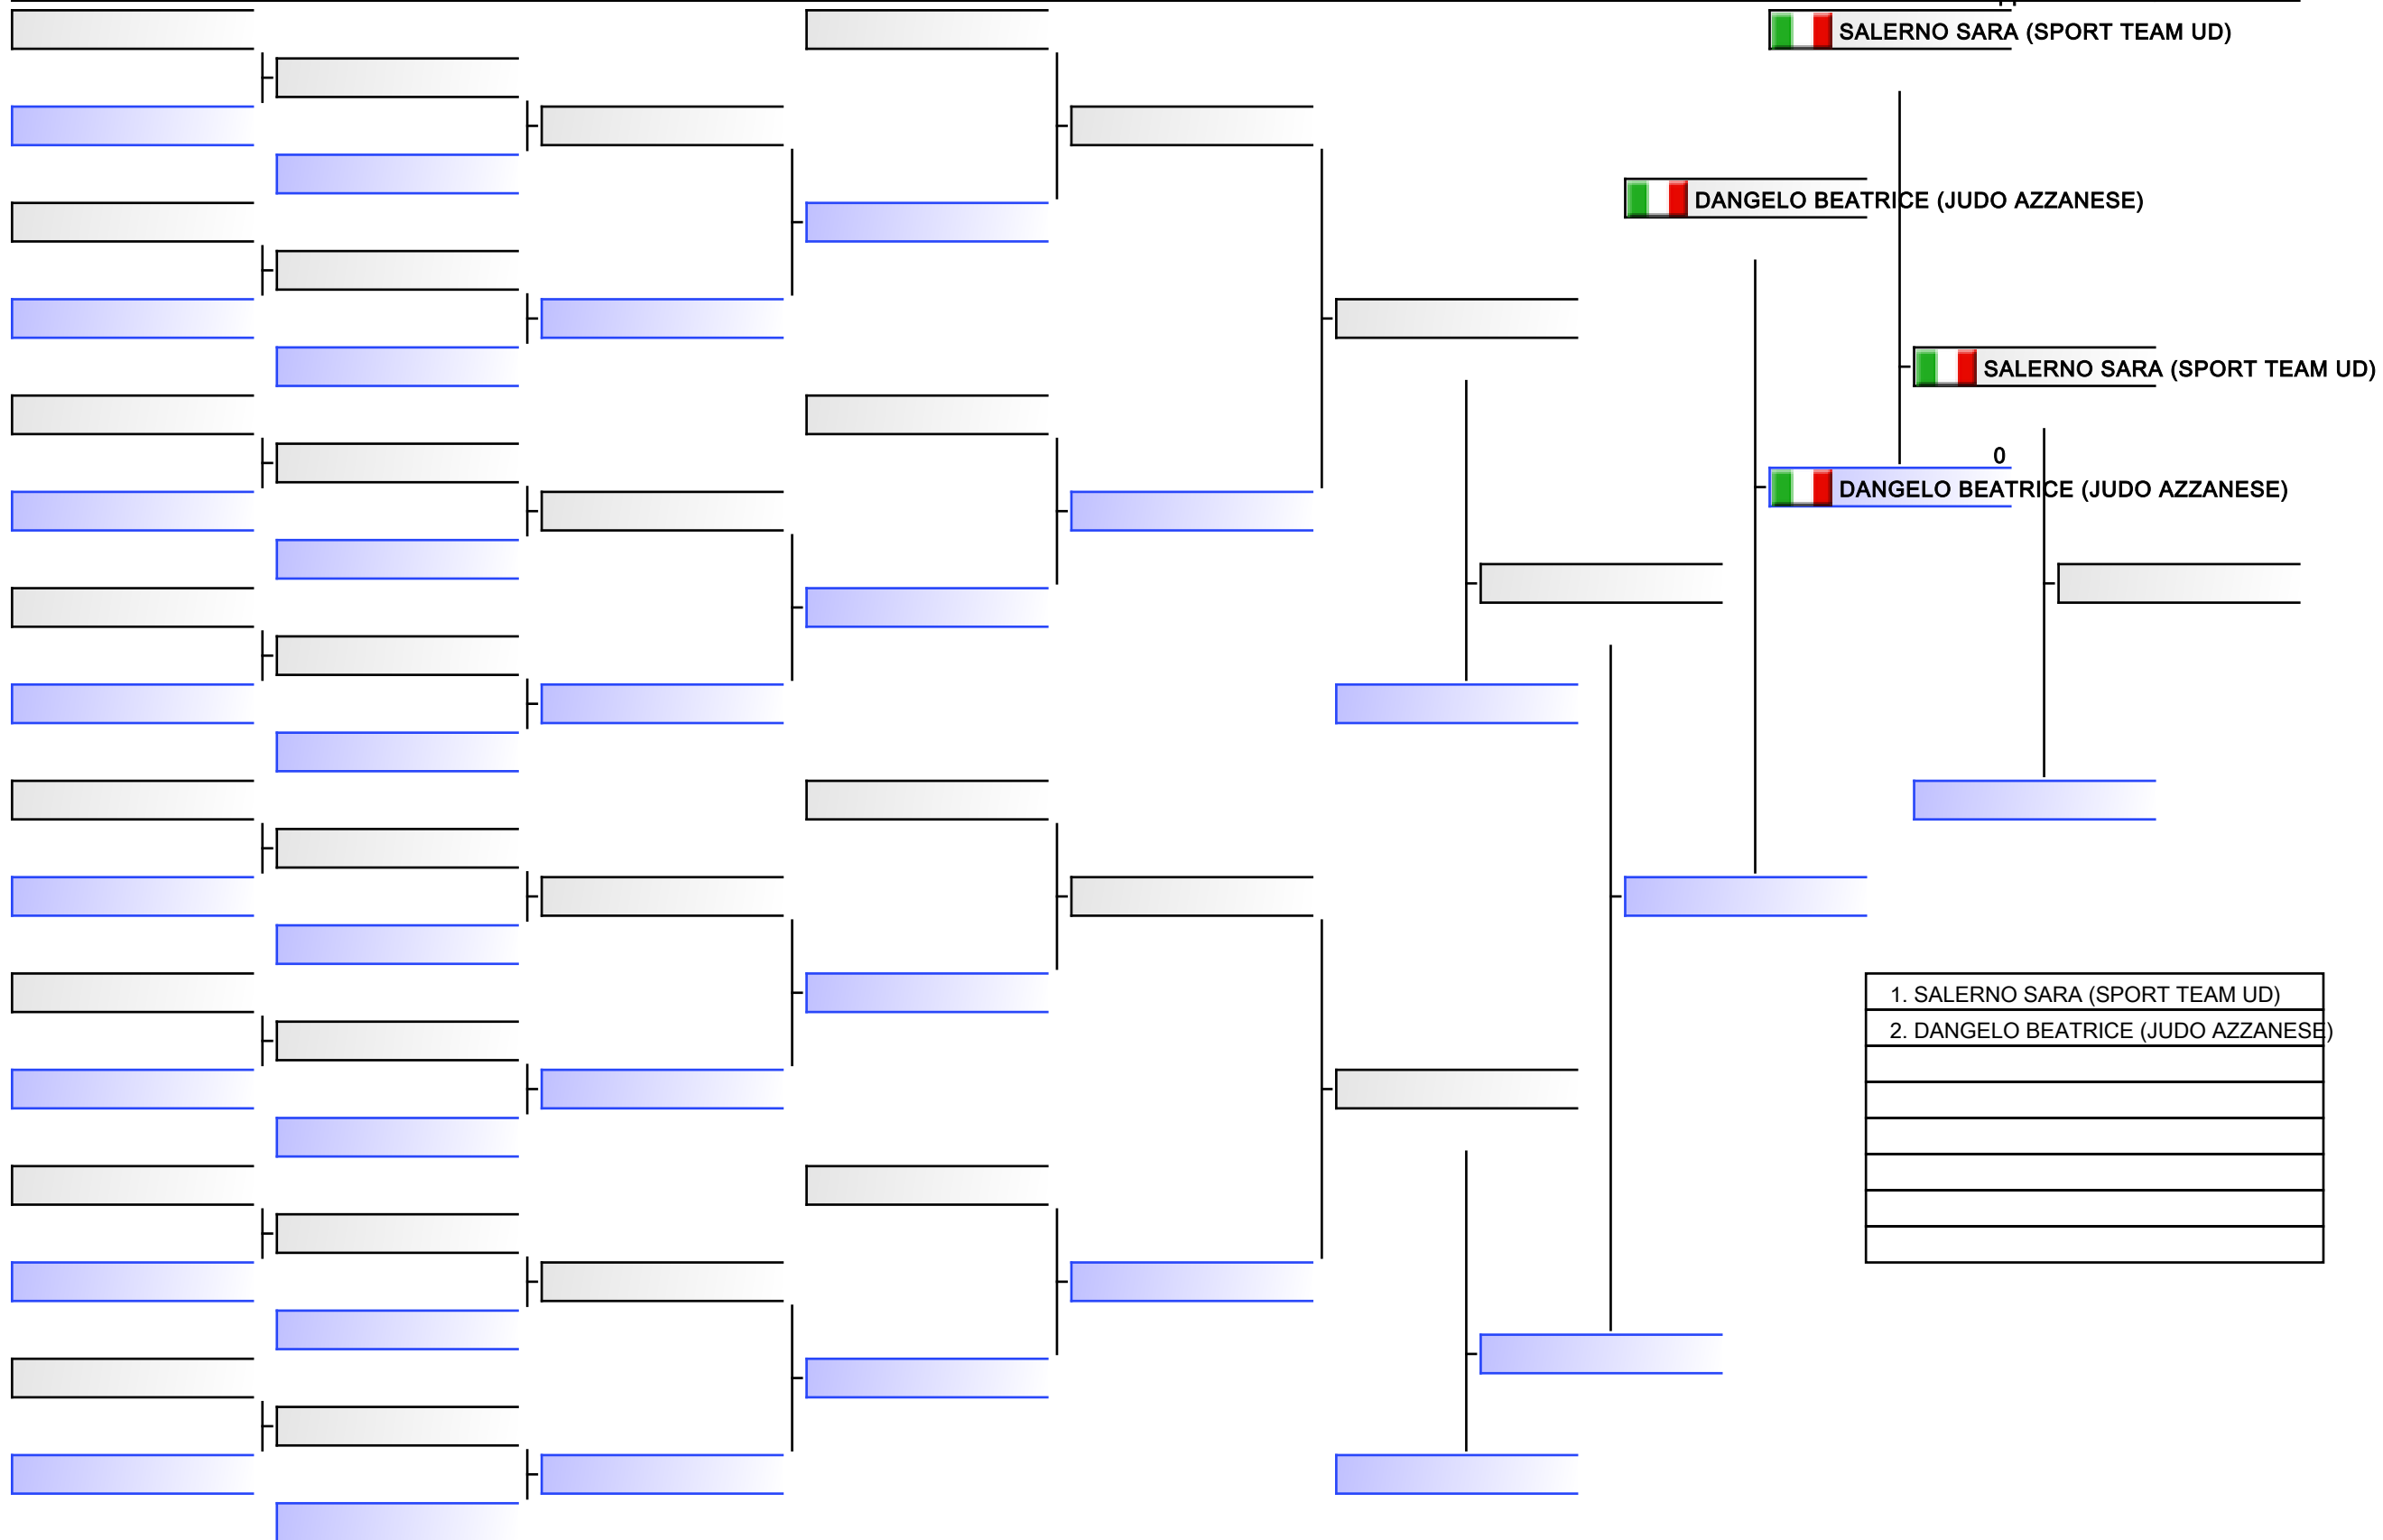 SALERNO SARA (SPORT TEAM UD)
DANGELO BEATRICE (JUDO AZZANESE)
SALERNO SARA (SPORT TEAM UD)
0
DANGELO BEATRICE (JUDO AZZANESE)
1. SALERNO SARA (SPORT TEAM UD)
2. DANGELO BEATRICE (JUDO AZZANESE)